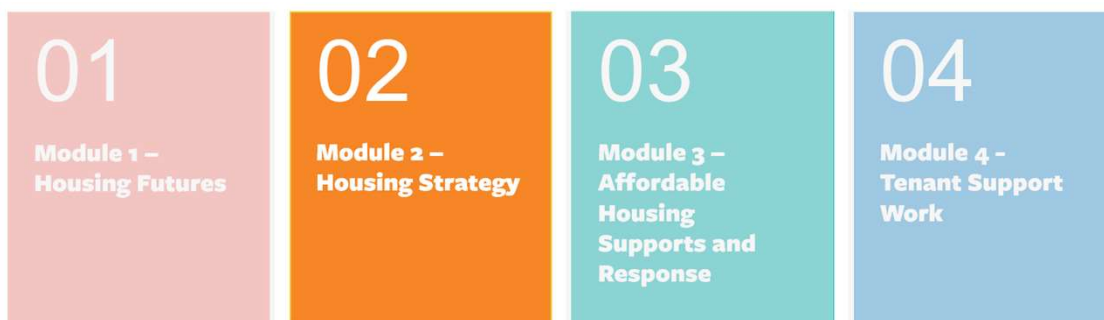 01
Module 1 –
Housing Futures
02
Module 2 –
Housing Strategy
03
Module 3 –
Affordable
Housing
Supports and
Response
04
Module 4 -
Tenant Support
Work